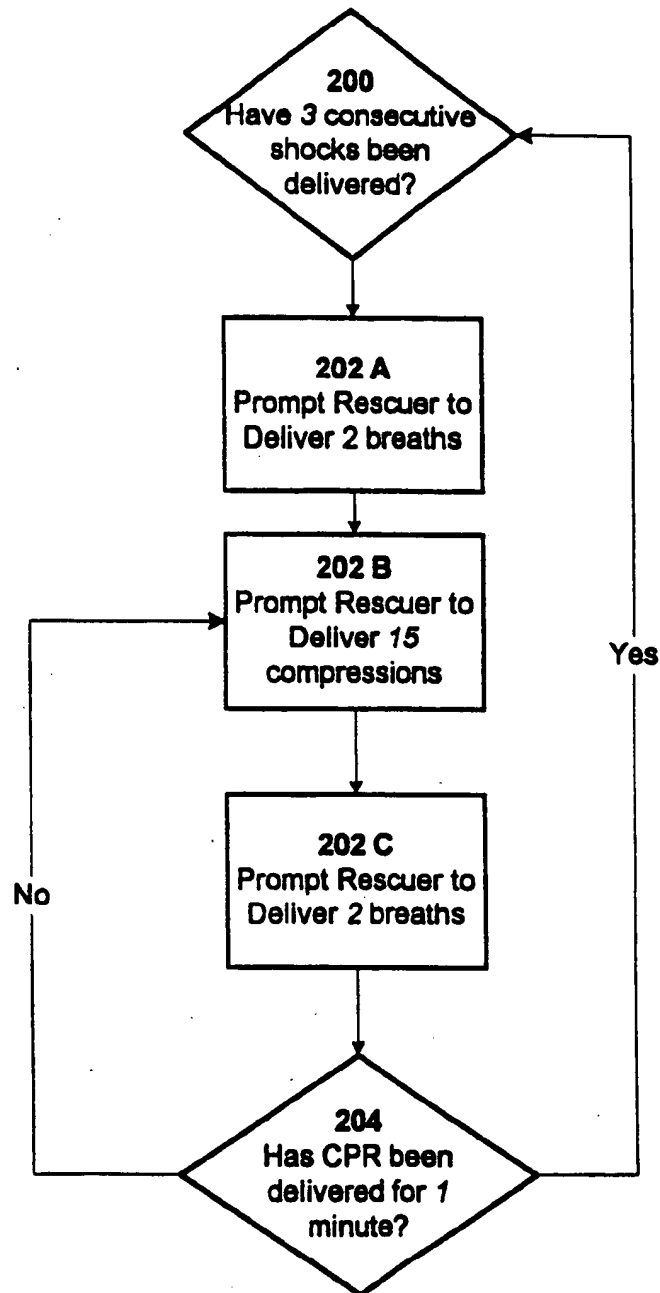 200
Have 3 consecutive
shocks been
delivered?
202 A
Prompt Rescuer to
Deliver 2 breaths
202 B
Prompt Rescuer to
Deliver 15
compressions
Yes
202 C
Prompt Rescuer to
Deliver 2 breaths
No
204
Has CPR been
delivered for 1
minute?